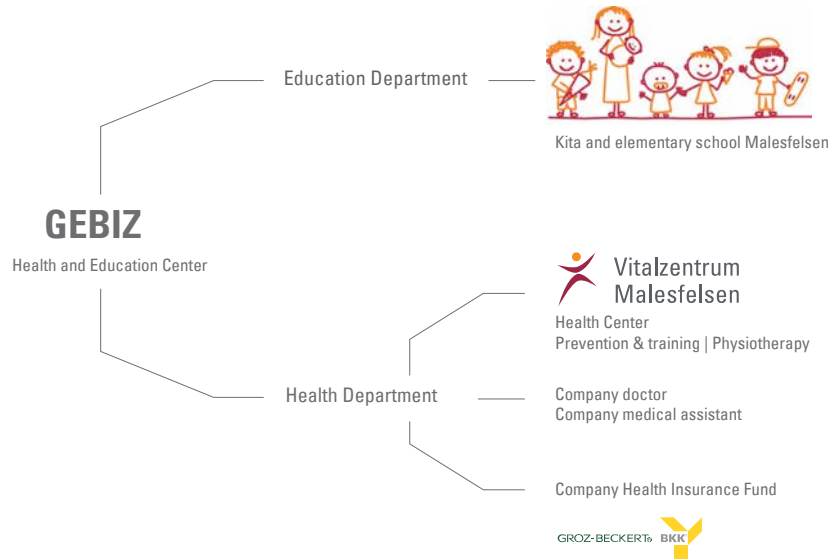 Education Department
Kita and elementary school Malesfelsen
GEBIZ
Health and Education Center
Vitalzentrum
Malesfelsen
Health Center
Prevention & training | Physiotherapy
Health Department
Company doctor
Company medical assistant
Company Health Insurance Fund
GROZ-BECKERT® BKK